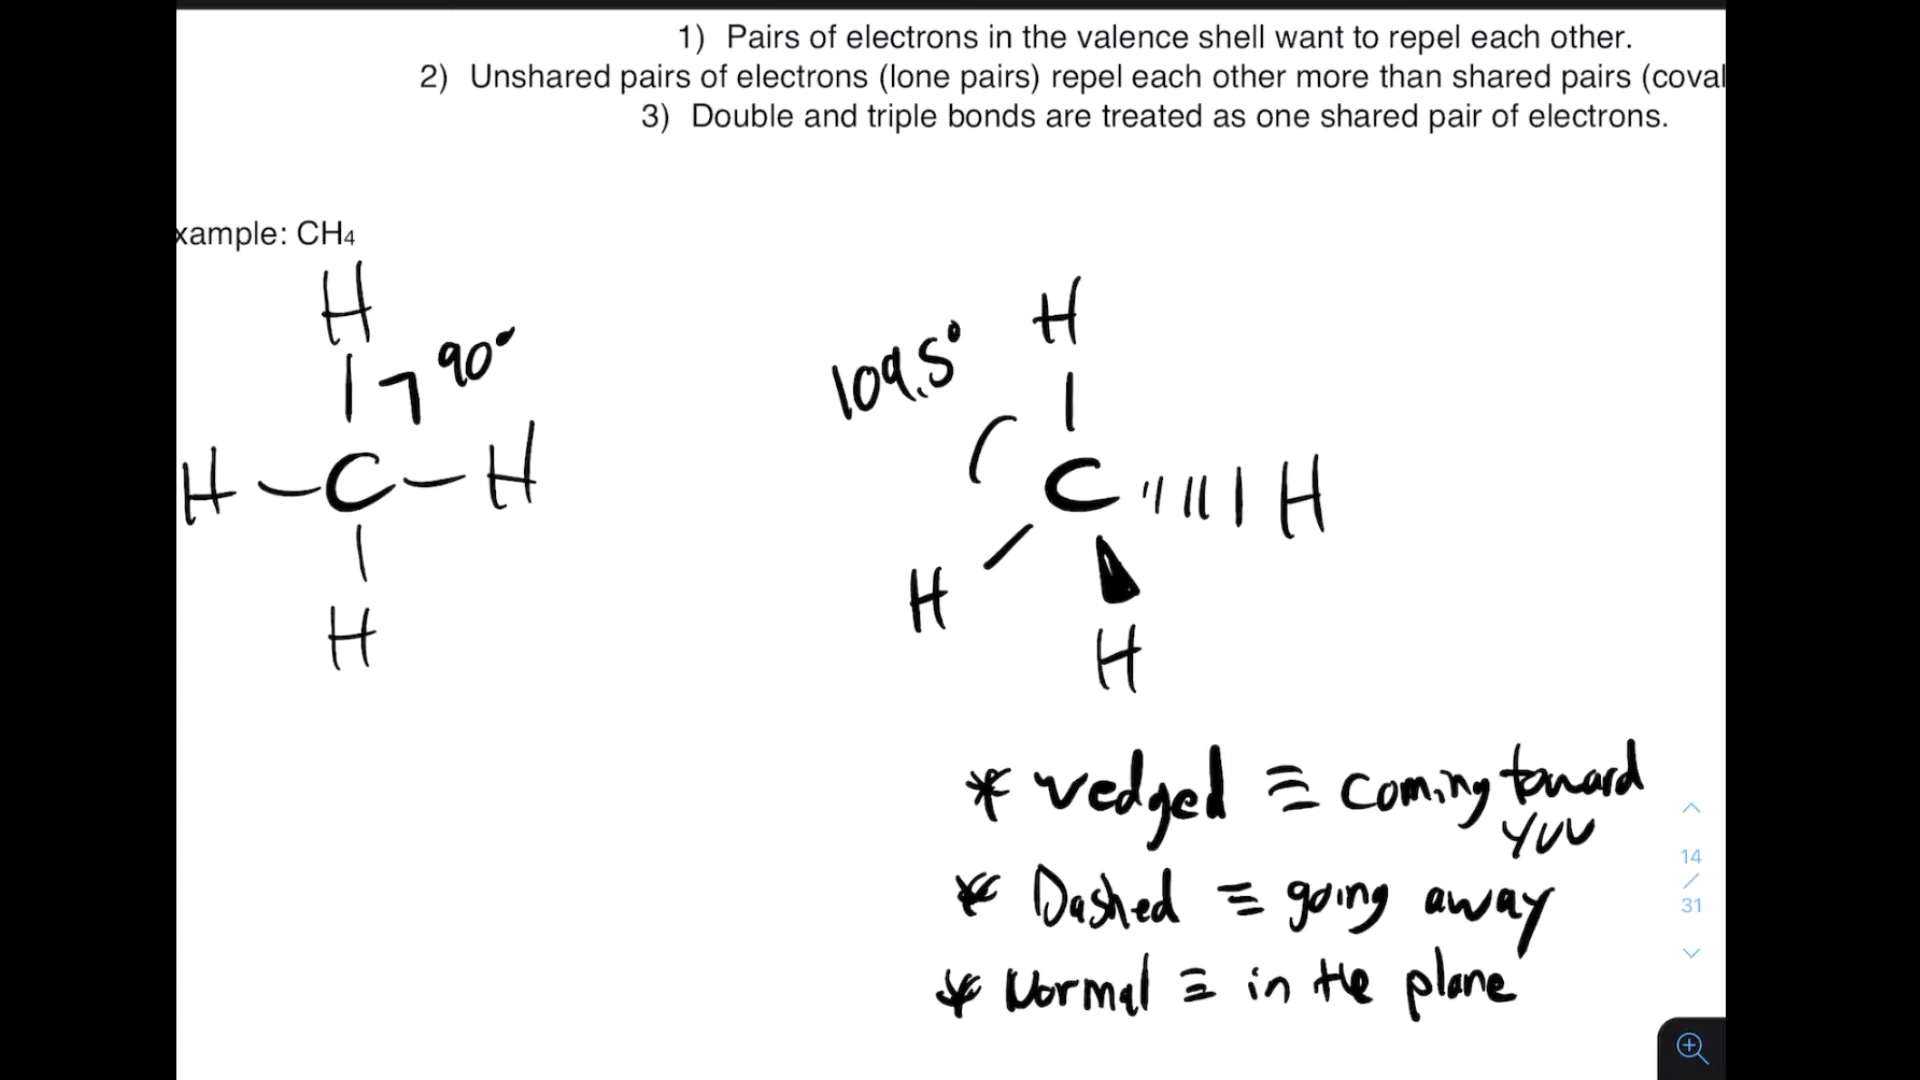 1) Pairs of electrons in the valence shell want to repel each other.
2) Unshared pairs of electrons (lone pairs) repel each other more than shared pairs (coval
3) Double and triple bonds are treated as one shared pair of electrons.
xample: CH₄
H
90°
H – C – H
H
109.5°
H
C H
H
H
* wedged ≡ coming toward
you
* Dashed ≡ going away
* Normal ≡ in the plane
14
/
31